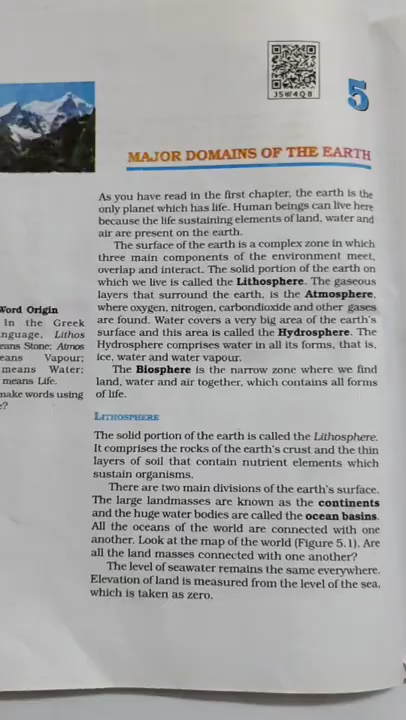 J5W4Q8
5
MAJOR DOMAINS OF THE EARTH
As you have read in the first chapter, the earth is the
only planet which has life. Human beings can live here
because the life sustaining elements of land, water and
air are present on the earth.
The surface of the earth is a complex zone in which
three main components of the environment meet,
overlap and interact. The solid portion of the earth on
which we live is called the Lithosphere. The gaseous
layers that surround the earth, is the Atmosphere,
where oxygen, nitrogen, carbondioxide and other gases
are found. Water covers a very big area of the earth's
surface and this area is called the Hydrosphere. The
Hydrosphere comprises water in all its forms, that is,
ice, water and water vapour.
The Biosphere is the narrow zone where we find
land, water and air together, which contains all forms
of life.
Word Origin
in the Greek
nguage, Lithos
eans Stone; Atmos
eans Vapour;
means Water;
means Life.
make words using
e?
LITHOSPHERE
The solid portion of the earth is called the Lithosphere.
It comprises the rocks of the earth's crust and the thin
layers of soil that contain nutrient elements which
sustain organisms.
There are two main divisions of the earth's surface.
The large landmasses are known as the continents
and the huge water bodies are called the ocean basins.
All the oceans of the world are connected with one
another. Look at the map of the world (Figure 5.1). Are
all the land masses connected with one another?
The level of seawater remains the same everywhere.
Elevation of land is measured from the level of the sea,
which is taken as zero.